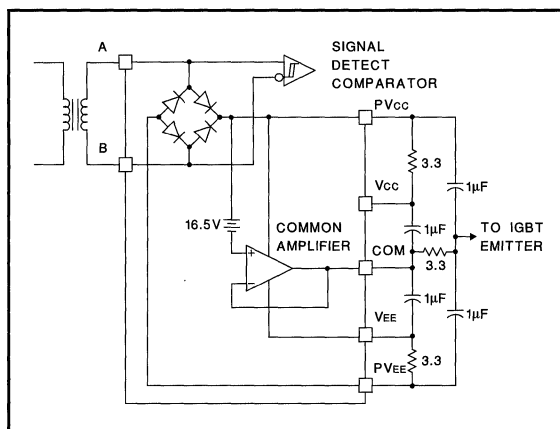 A
SIGNAL
DETECT
COMPARATOR
PVCC
B
3.3
1µF
VCC
16.5V
COMMON
AMPLIFIER
1µF
COM
TO IGBT
EMITTER
3.3
+
−
1µF
1µF
VEE
3.3
PVEE